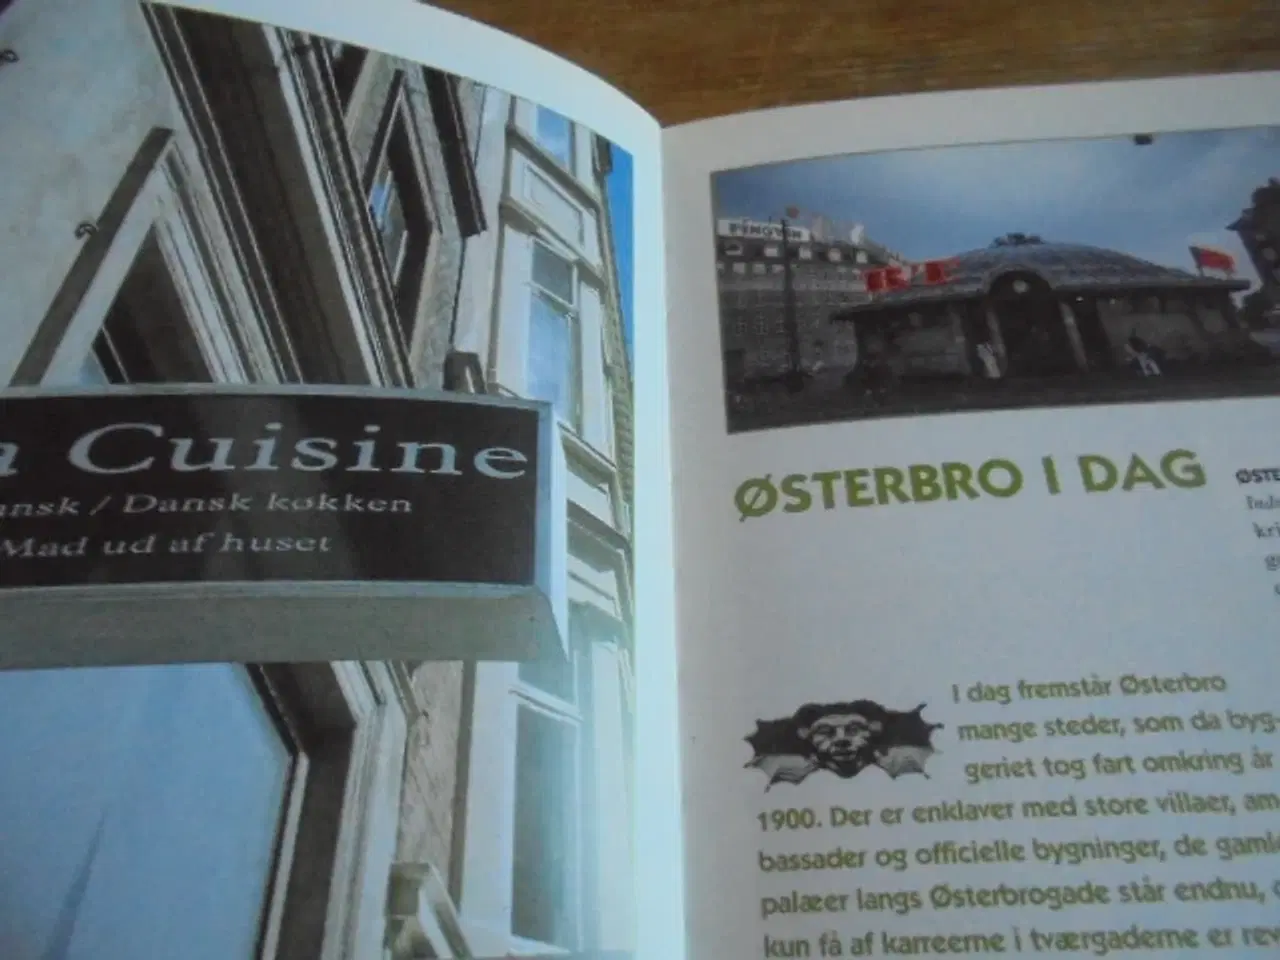 Cuisine
/ Dansk køkken
Mad ud af huset
ØSTERBRO I DAG
I dag fremstår Østerbro
mange steder, som da byg-
geriet tog fart omkring år
1900. Der er enklaver med store villaer, am
bassader og officielle bygninger, de gamle
palæer langs Østerbrogade står endnu,
kun få af karreerne i tværgaderne er rev